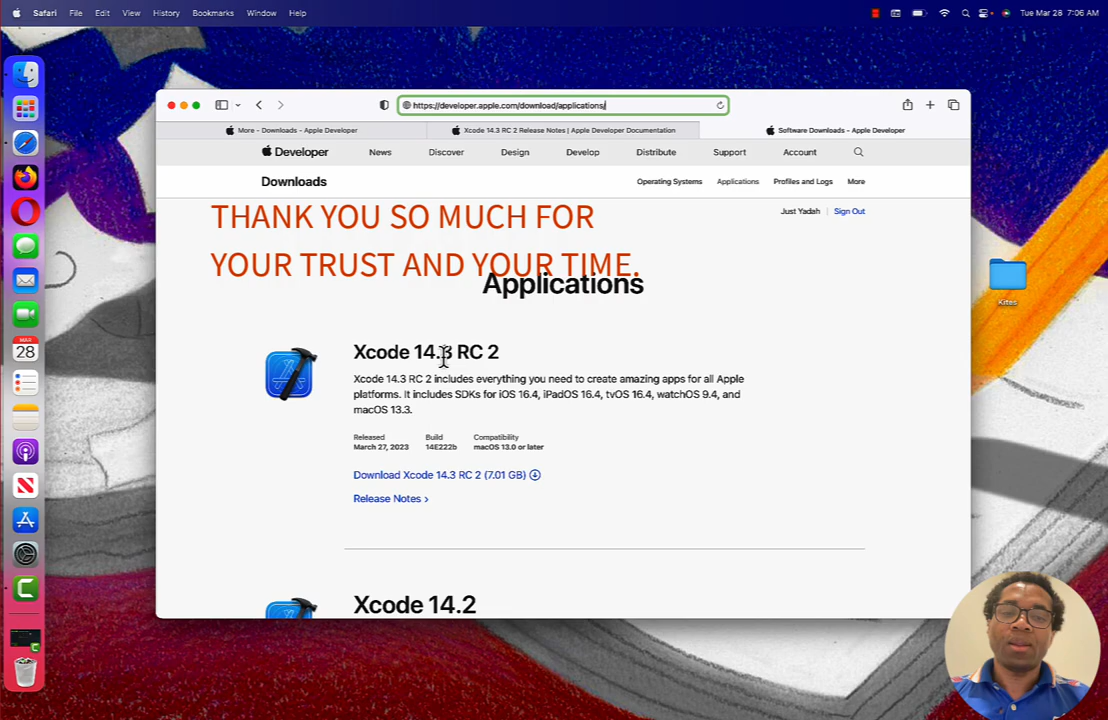 Safari File Edit View History Bookmarks Window Help Tue Mar 28 7:06 AM
https://developer.apple.com/download/applications/
More - Downloads - Apple Developer Xcode 14.3 RC 2 Release Notes | Apple Developer Documentation Software Downloads - Apple Developer
Developer News Discover Design Develop Distribute Support Account
Downloads Operating Systems Applications Profiles and Logs More
Just Yadah Sign Out
THANK YOU SO MUCH FOR
YOUR TRUST AND YOUR TIME.
Applications
Kites
Xcode 14.3 RC 2
Xcode 14.3 RC 2 includes everything you need to create amazing apps for all Apple
platforms. It includes SDKs for iOS 16.4, iPadOS 16.4, tvOS 16.4, watchOS 9.4, and
macOS 13.3.
Released Build Compatibility
March 27, 2023 14E222b macOS 13.0 or later
Download Xcode 14.3 RC 2 (7.01 GB)
Release Notes >
Xcode 14.2
MAR
28